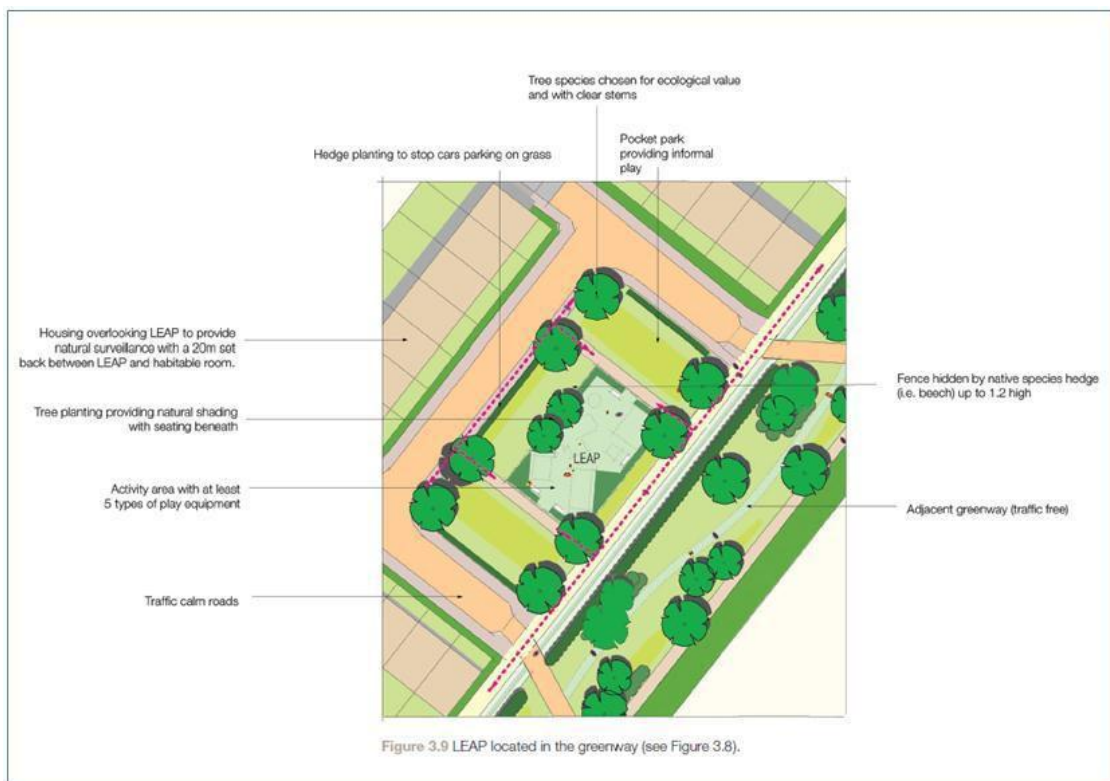 Tree species chosen for ecological value
and with clear stems
Pocket park
providing informal
play
Hedge planting to stop cars parking on grass
Housing overlooking LEAP to provide
natural surveillance with a 20m set
back between LEAP and habitable room.
Fence hidden by native species hedge
(i.e. beech) up to 1.2 high
Tree planting providing natural shading
with seating beneath
LEAP
Activity area with at least
5 types of play equipment
Adjacent greenway (traffic free)
Traffic calm roads
Figure 3.9 LEAP located in the greenway (see Figure 3.8).